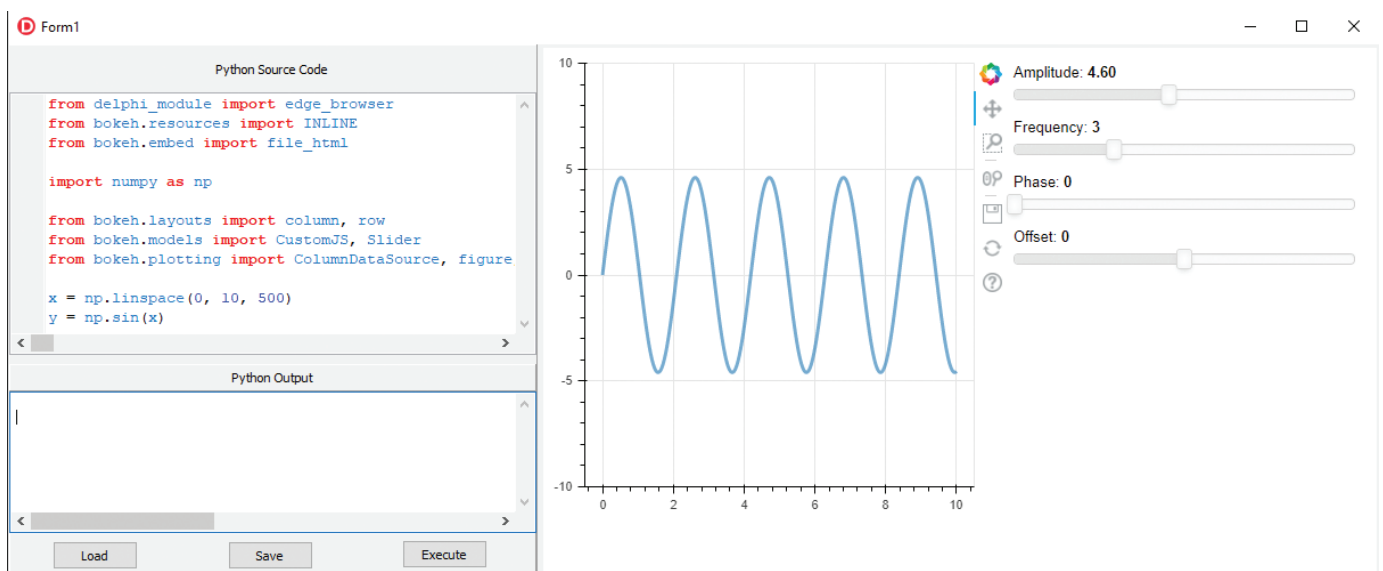 Form1
Python Source Code
from delphi_module import edge_browser
from bokeh.resources import INLINE
from bokeh.embed import file_html
import numpy as np
from bokeh.layouts import column, row
from bokeh.models import CustomJS, Slider
from bokeh.plotting import ColumnDataSource, figure
x = np.linspace(0, 10, 500)
y = np.sin(x)
Python Output
Load
Save
Execute
10
5
0
-5
-10
0 2 4 6 8 10
Amplitude: 4.60
Frequency: 3
Phase: 0
Offset: 0